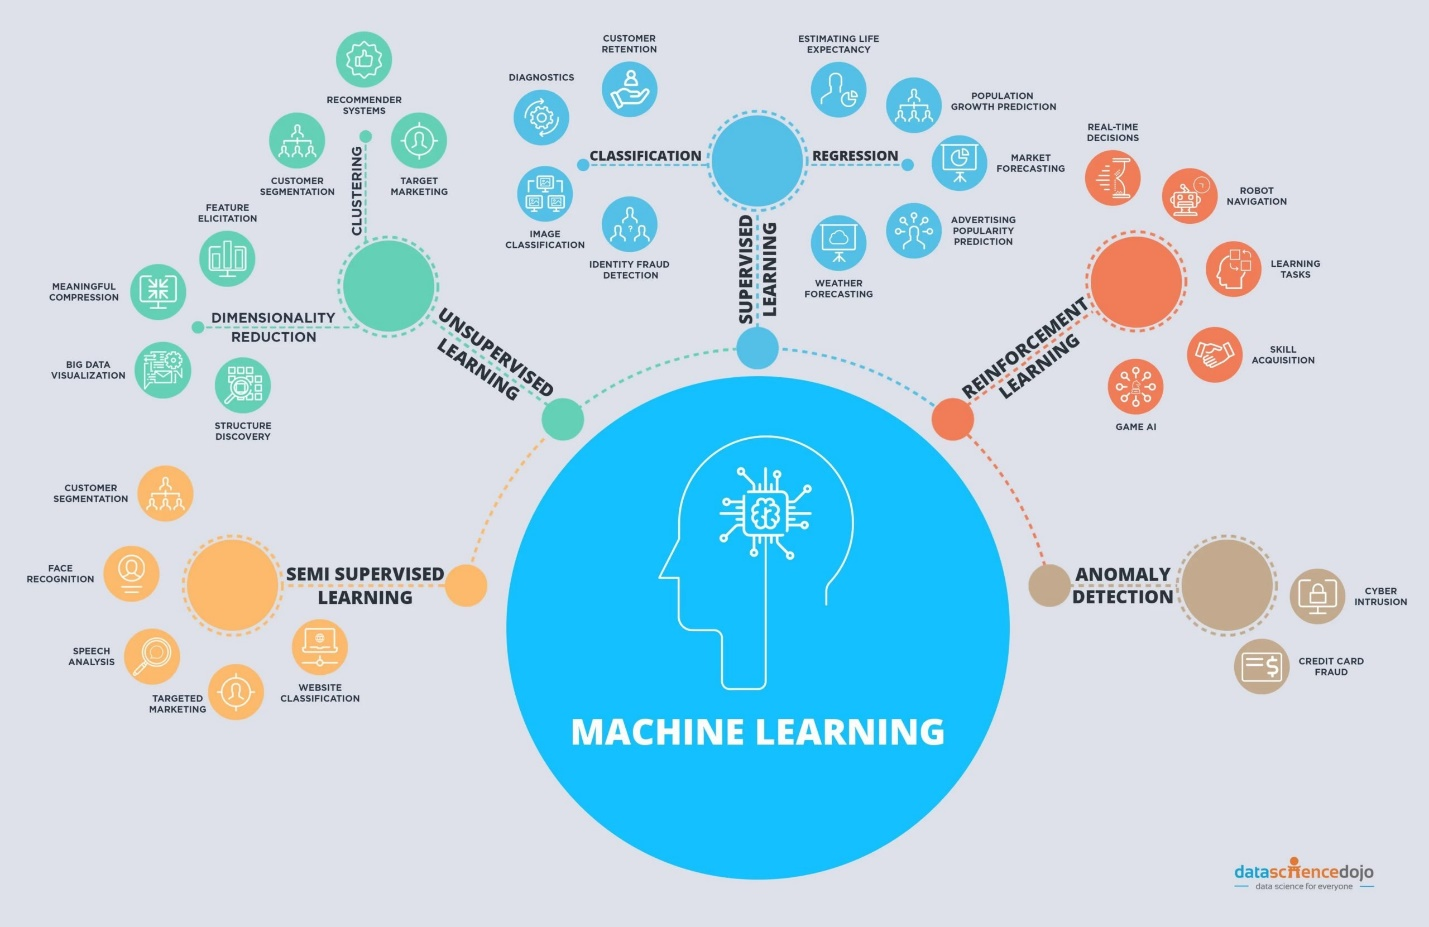 RECOMMENDER
SYSTEMS
CUSTOMER
SEGMENTATION
TARGET
MARKETING
CLUSTERING
FEATURE
ELICITATION
MEANINGFUL
COMPRESSION
DIMENSIONALITY
REDUCTION
BIG DATA
VISUALIZATION
STRUCTURE
DISCOVERY
UNSUPERVISED
LEARNING
CUSTOMER
RETENTION
DIAGNOSTICS
CLASSIFICATION
IMAGE
CLASSIFICATION
IDENTITY FRAUD
DETECTION
?
ESTIMATING LIFE
EXPECTANCY
POPULATION
GROWTH PREDICTION
REGRESSION
MARKET
FORECASTING
ADVERTISING
POPULARITY
PREDICTION
WEATHER
FORECASTING
SUPERVISED
LEARNING
REAL-TIME
DECISIONS
ROBOT
NAVIGATION
LEARNING
TASKS
SKILL
ACQUISITION
GAME AI
REINFORCEMENT
LEARNING
CUSTOMER
SEGMENTATION
FACE
RECOGNITION
SEMI SUPERVISED
LEARNING
SPEECH
ANALYSIS
TARGETED
MARKETING
WEBSITE
CLASSIFICATION
ANOMALY
DETECTION
CYBER
INTRUSION
$
CREDIT CARD
FRAUD
MACHINE LEARNING
datasciencedojo
data science for everyone